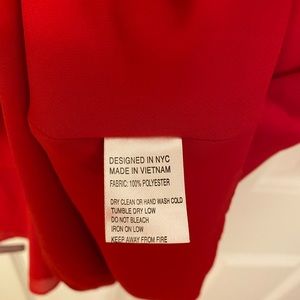 DESIGNED IN NYC
MADE IN VIETNAM
FABRIC: 100% POLYESTER
DRY CLEAN OR HAND WASH COLD
TUMBLE DRY LOW
DO NOT BLEACH
IRON ON LOW
KEEP AWAY FROM FIRE